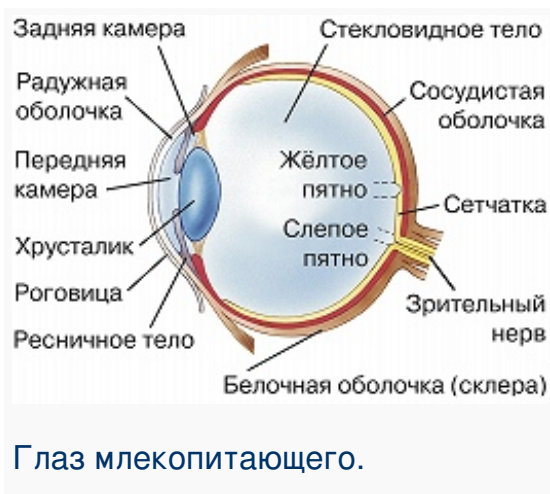 Задняя камера
Стекловидное тело
Радужная
оболочка
Сосудистая
оболочка
Передняя
камера
Жёлтое
пятно
Сетчатка
Хрусталик
Слепое
пятно
Роговица
Зрительный
нерв
Ресничное тело
Белочная оболочка (склера)
Глаз млекопитающего.